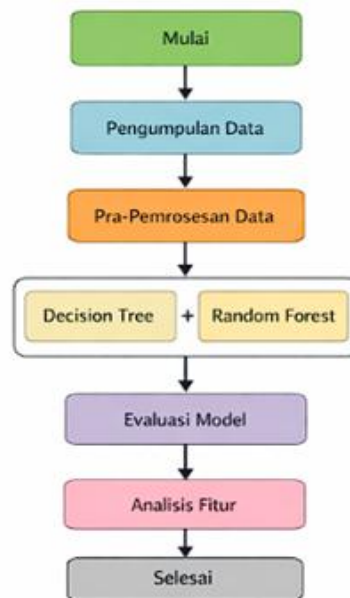 Mulai
Pengumpulan Data
Pra-Pemrosesan Data
Decision Tree + Random Forest
Evaluasi Model
Analisis Fitur
Selesai